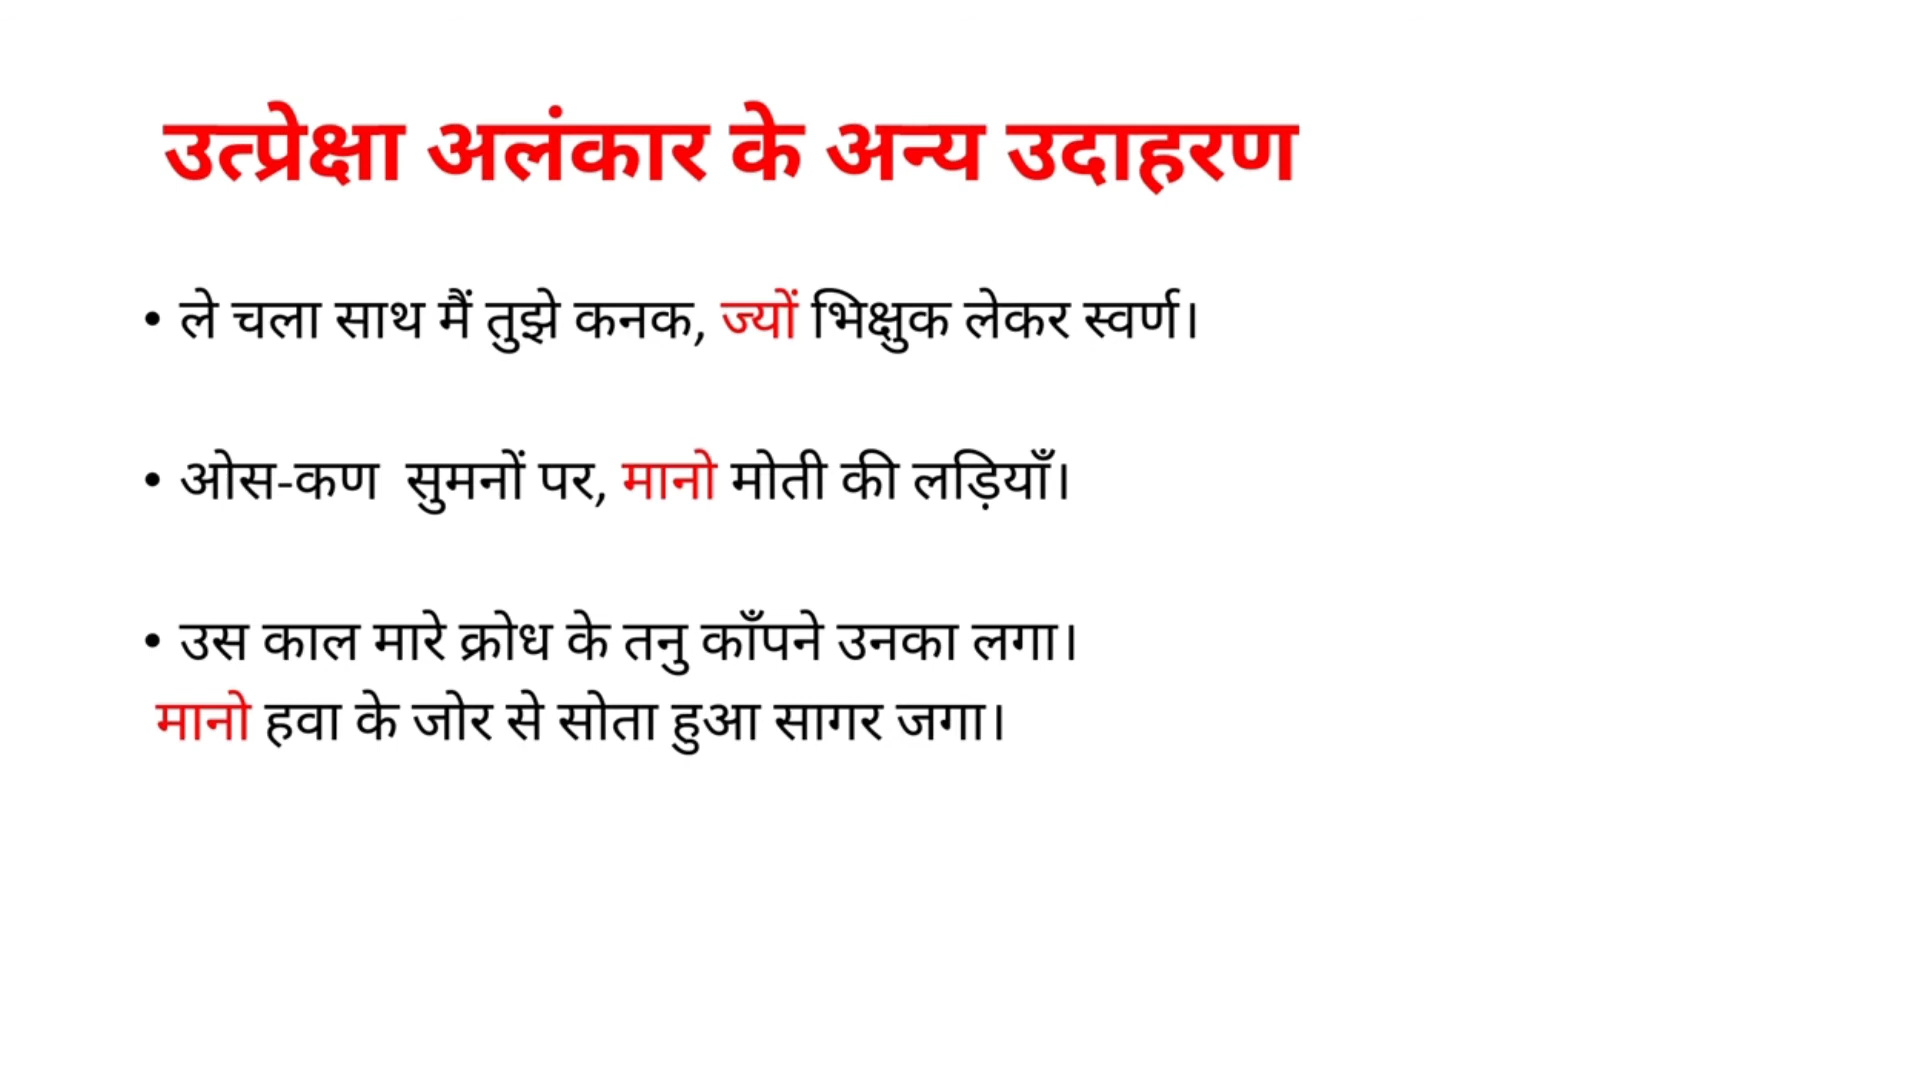 उत्प्रेक्षा अलंकार के अन्य उदाहरण
• ले चला साथ मैं तुझे कनक, ज्यों भिक्षुक लेकर स्वर्ण।
• ओस-कण सुमनों पर, मानो मोती की लड़ियाँ।
• उस काल मारे क्रोध के तनु काँपने उनका लगा।
मानो हवा के जोर से सोता हुआ सागर जगा।